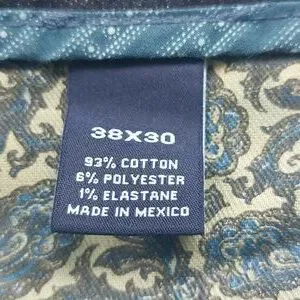 38X30
93% COTTON
6% POLYESTER
1% ELASTANE
MADE IN MEXICO